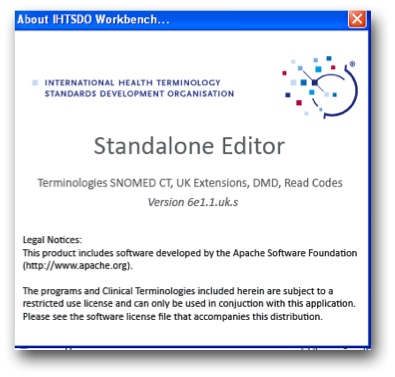 About IHTSDO Workbench...
INTERNATIONAL HEALTH TERMINOLOGY
STANDARDS DEVELOPMENT ORGANISATION
®
Standalone Editor
Terminologies SNOMED CT, UK Extensions, DMD, Read Codes
Version 6e1.1.uk.s
Legal Notices:
This product includes software developed by the Apache Software Foundation
(http://www.apache.org).
The programs and Clinical Terminologies included herein are subject to a
restricted use license and can only be used in conjuction with this application.
Please see the software license file that accompanies this distribution.